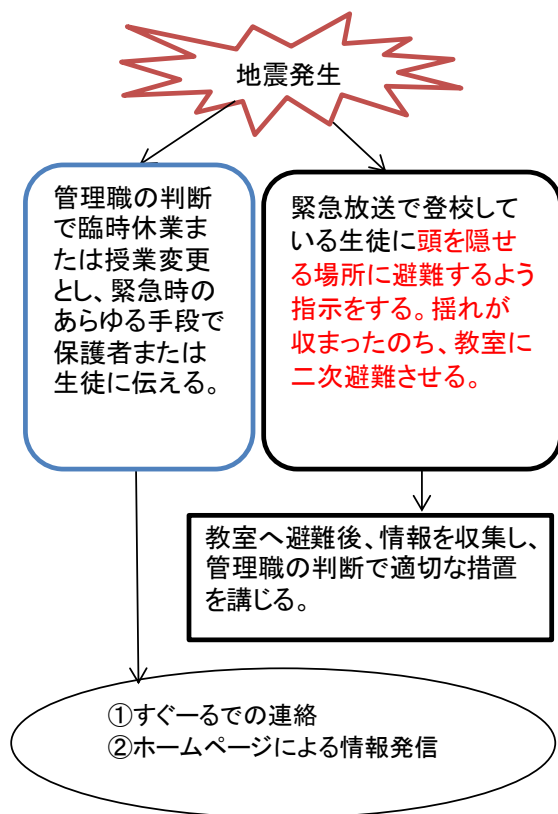 地震発生
管理職の判断
で臨時休業ま
たは授業変更
とし、緊急時の
あらゆる手段で
保護者または
生徒に伝える。
緊急放送で登校して
いる生徒に頭を隠せ
る場所に避難するよう
指示をする。揺れが
収まったのち、教室に
二次避難させる。
教室へ避難後、情報を収集し、
管理職の判断で適切な措置
を講じる。
①すぐーるでの連絡
②ホームページによる情報発信